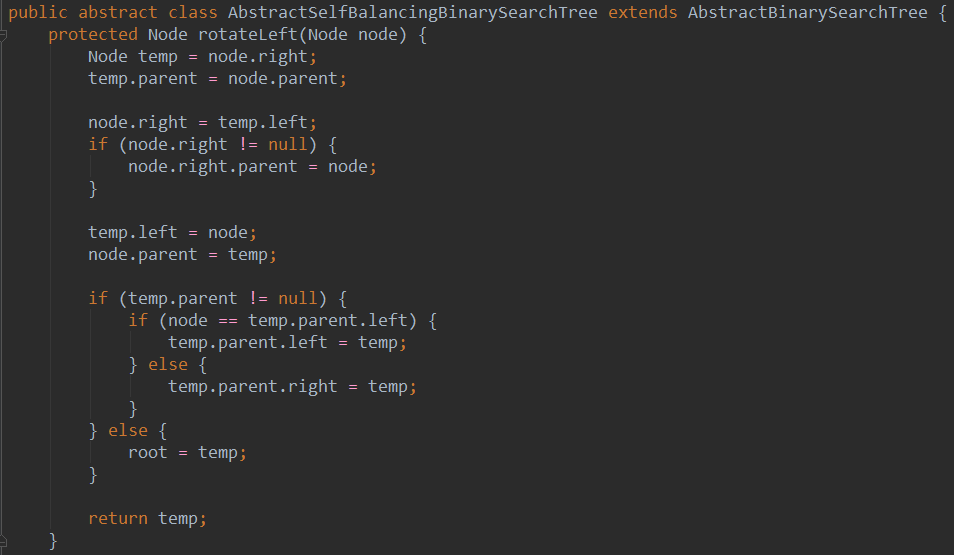 public abstract class AbstractSelfBalancingBinarySearchTree extends AbstractBinarySearchTree {
    protected Node rotateLeft(Node node) {
        Node temp = node.right;
        temp.parent = node.parent;

        node.right = temp.left;
        if (node.right != null) {
            node.right.parent = node;
        }

        temp.left = node;
        node.parent = temp;

        if (temp.parent != null) {
            if (node == temp.parent.left) {
                temp.parent.left = temp;
            } else {
                temp.parent.right = temp;
            }
        } else {
            root = temp;
        }

        return temp;
    }